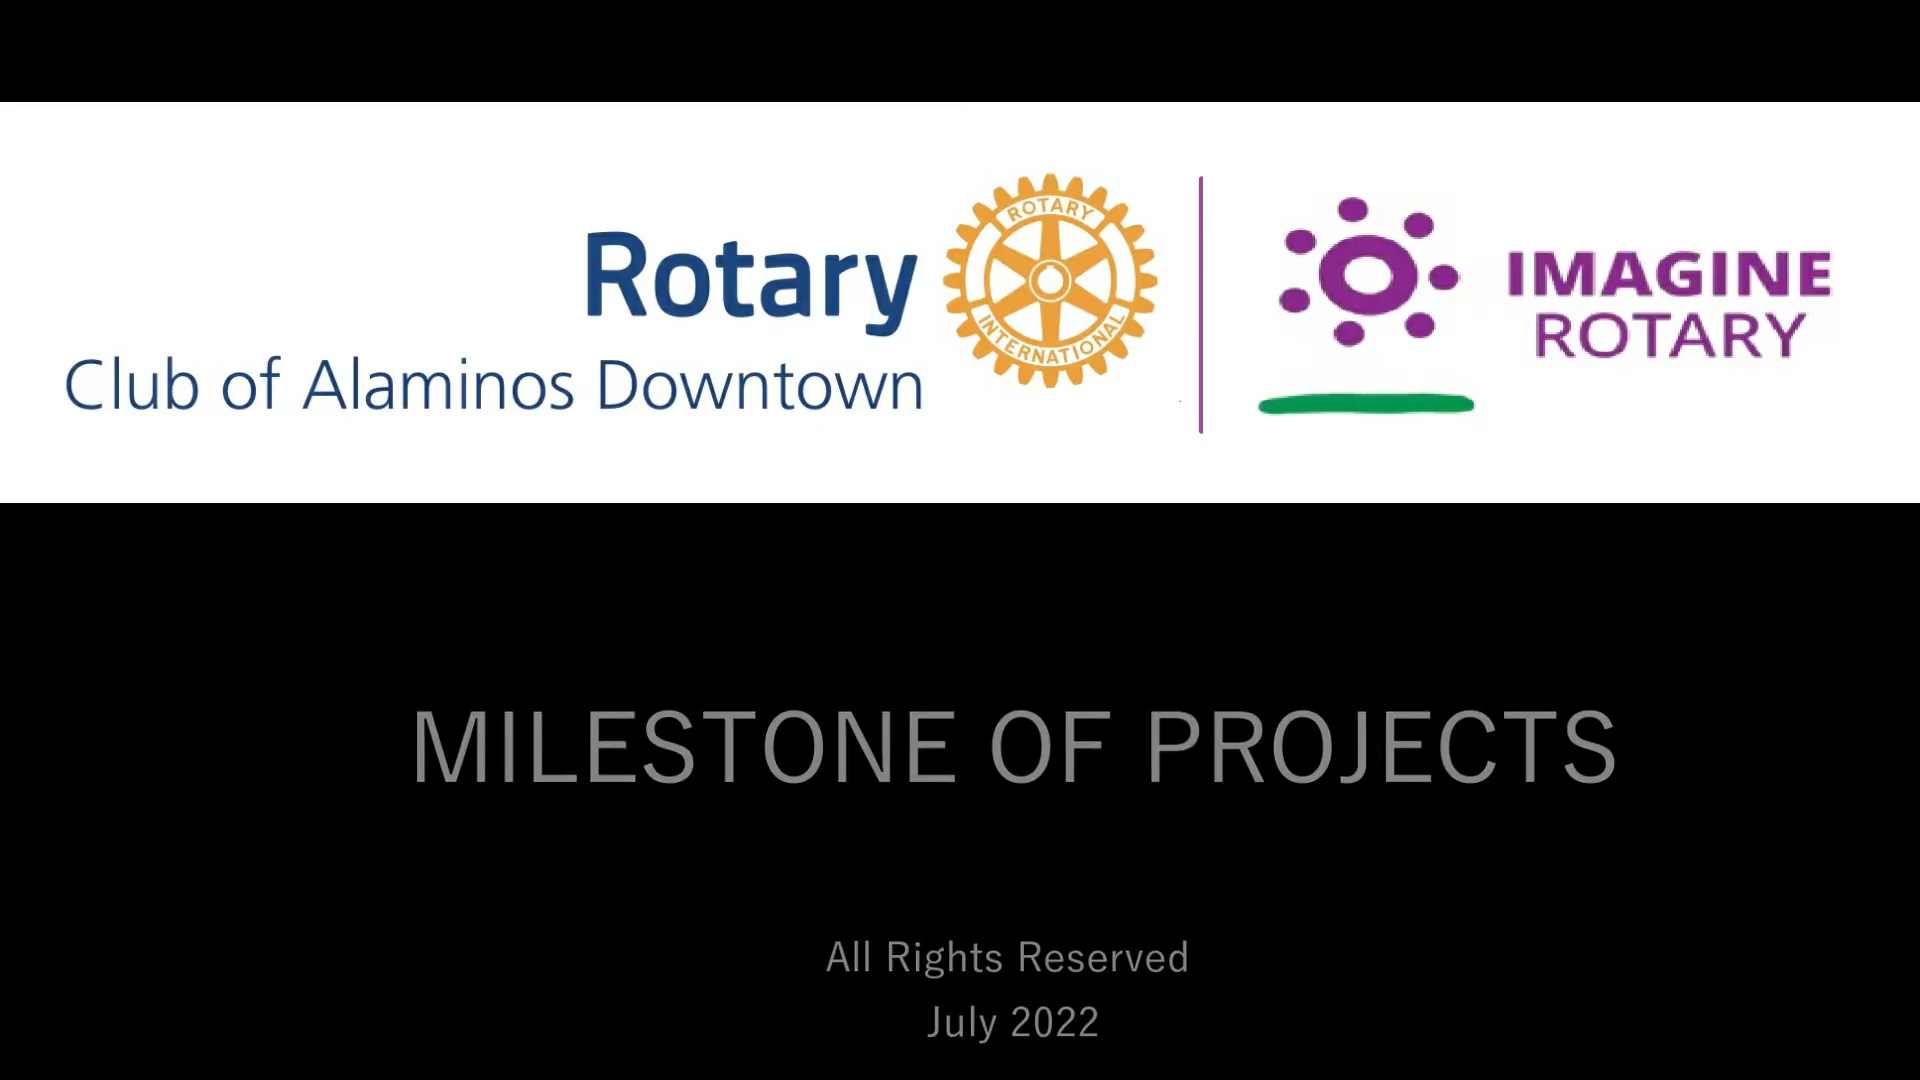 Rotary
Club of Alaminos Downtown
ROTARY
INTERNATIONAL
IMAGINE
ROTARY
MILESTONE OF PROJECTS
All Rights Reserved
July 2022